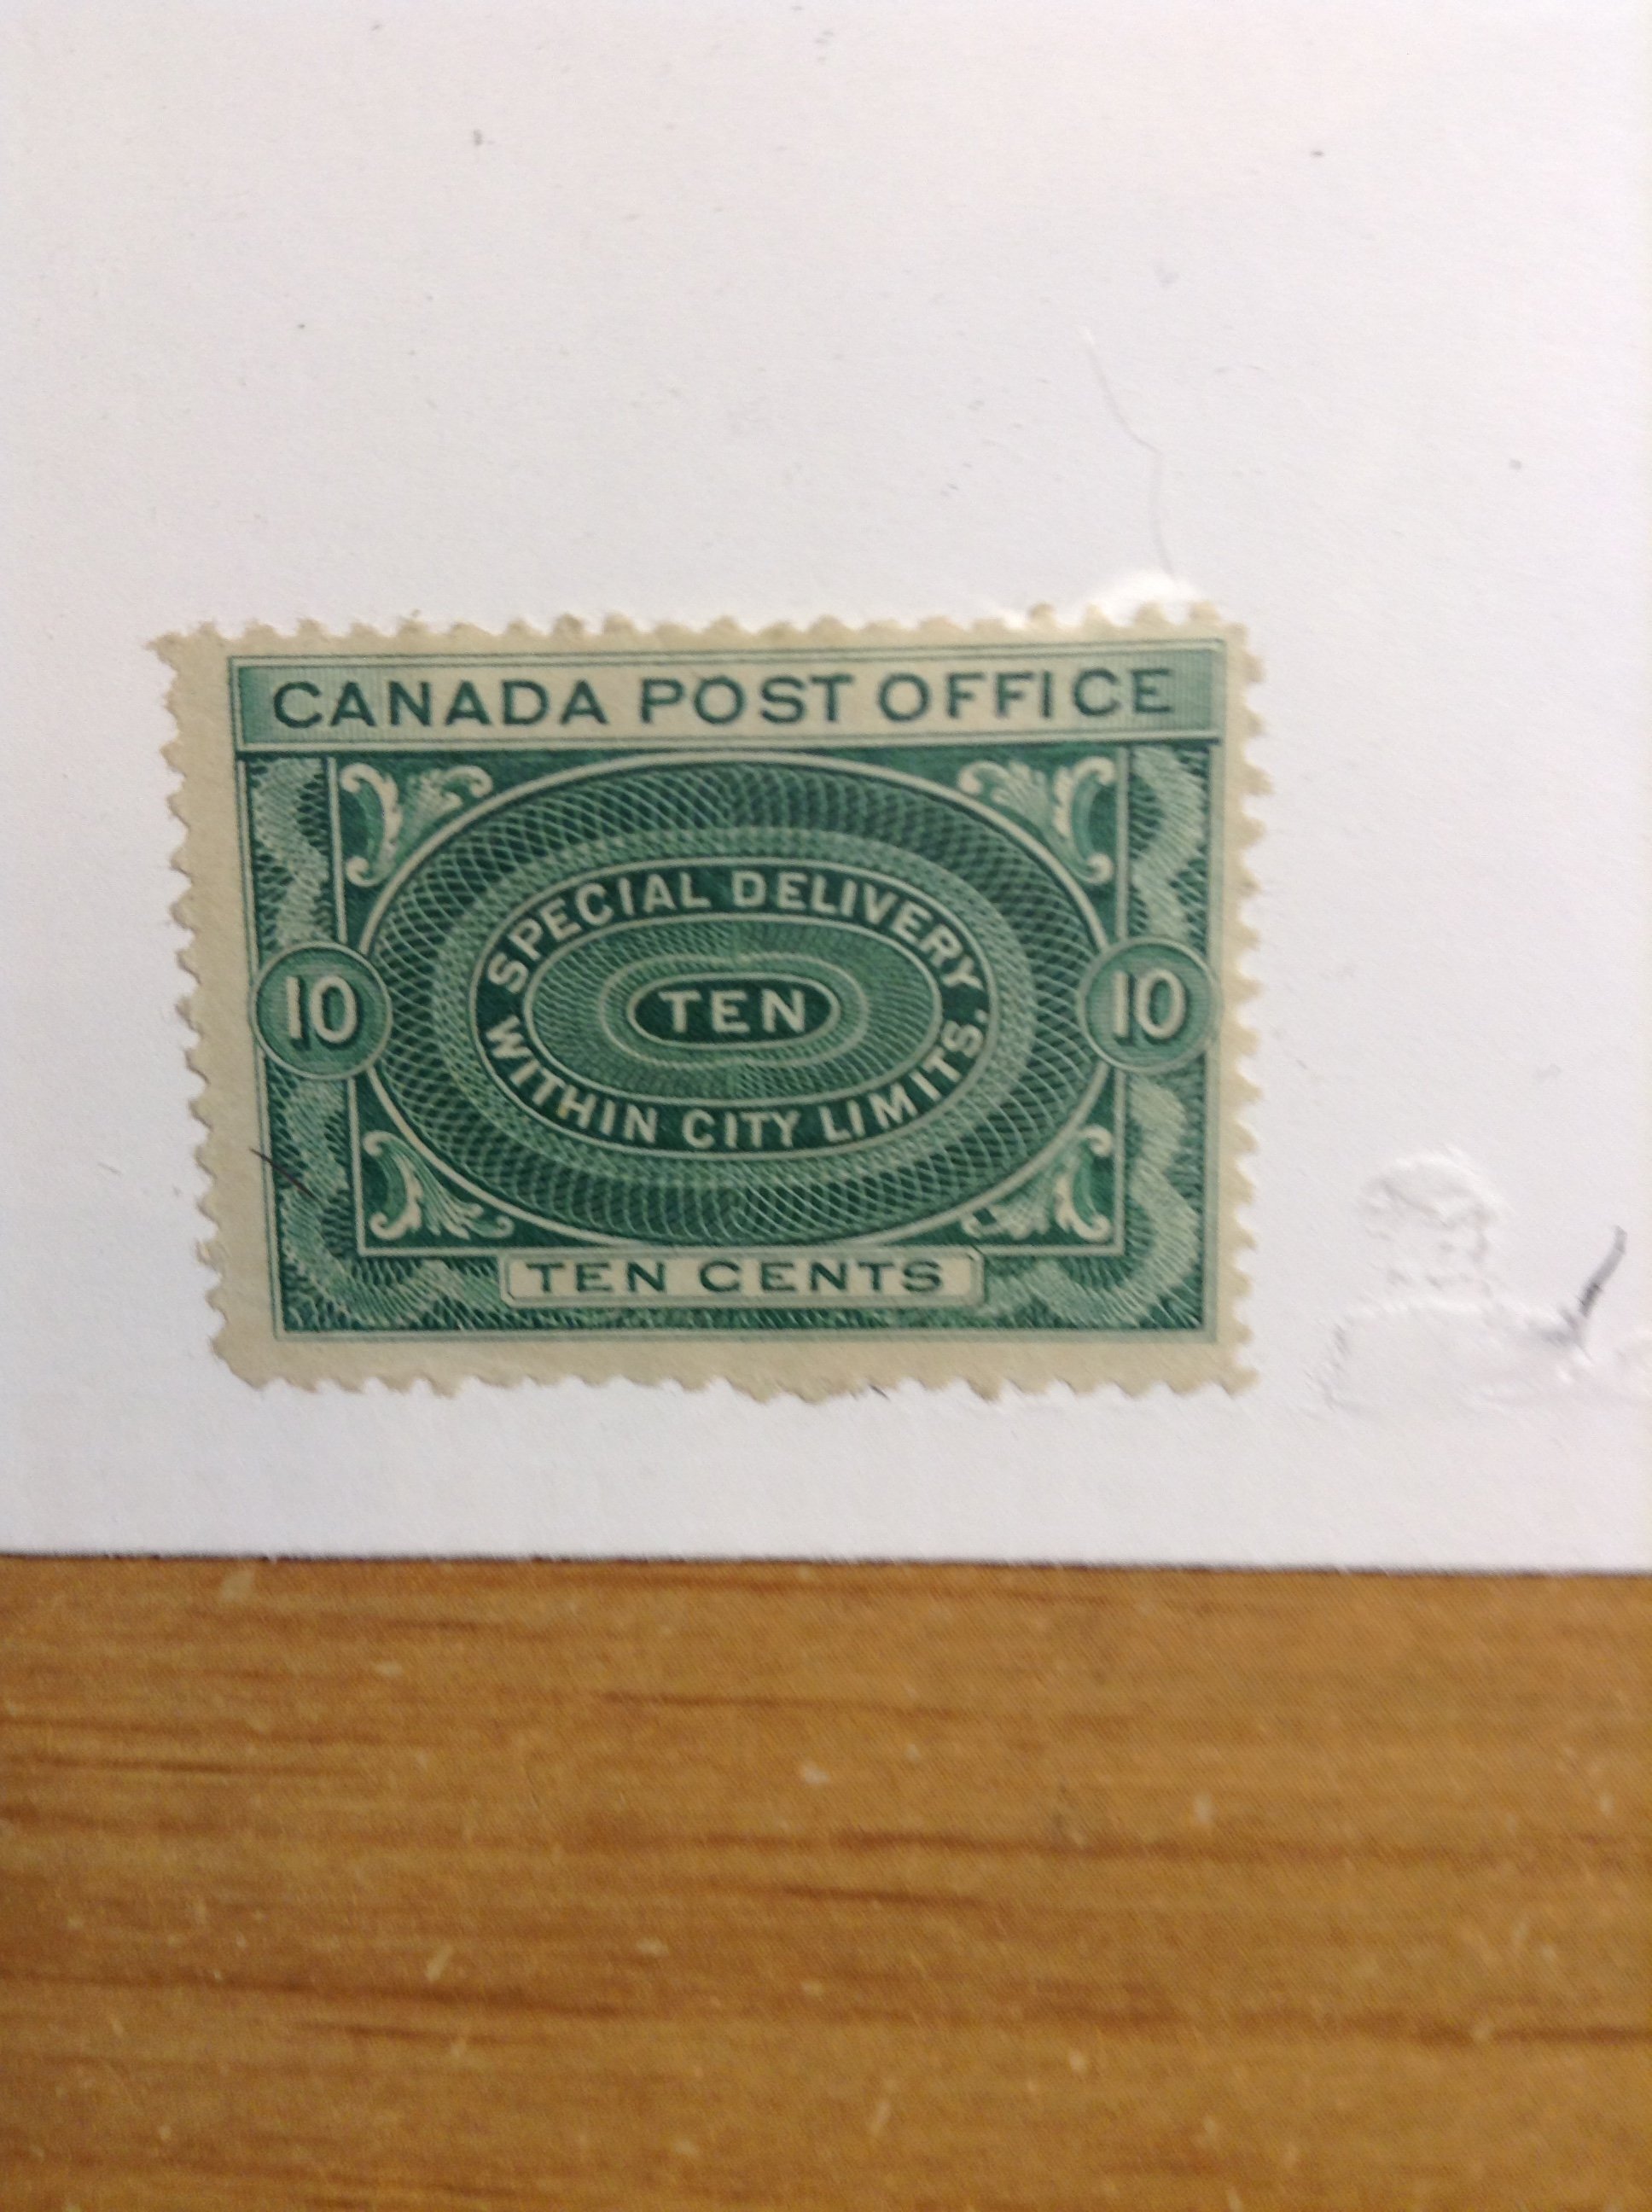 CANADA POST OFFICE
SPECIAL DELIVERY
10 TEN 10
WITHIN CITY LIMITS.
TEN CENTS